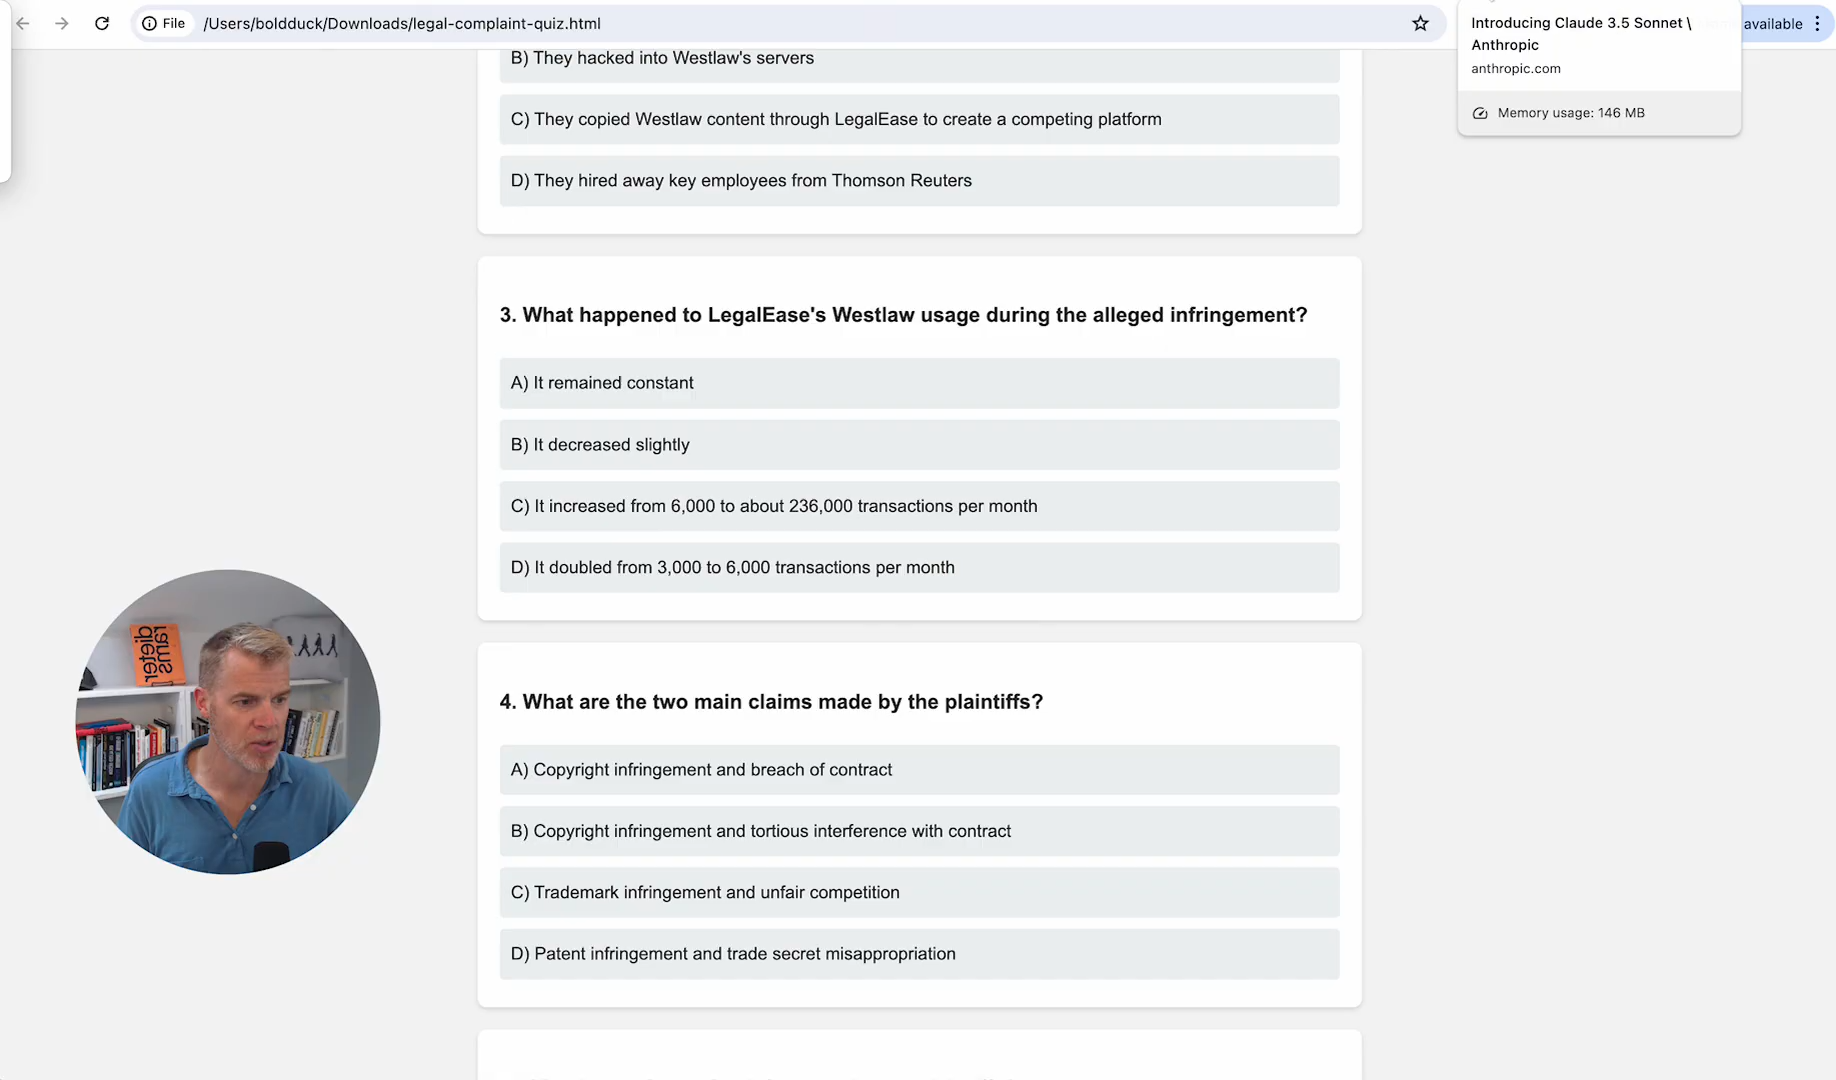 File
/Users/boldduck/Downloads/legal-complaint-quiz.html
Introducing Claude 3.5 Sonnet \
Anthropic
anthropic.com
Memory usage: 146 MB
available
B) They hacked into Westlaw's servers
C) They copied Westlaw content through LegalEase to create a competing platform
D) They hired away key employees from Thomson Reuters
3. What happened to LegalEase's Westlaw usage during the alleged infringement?
A) It remained constant
B) It decreased slightly
C) It increased from 6,000 to about 236,000 transactions per month
D) It doubled from 3,000 to 6,000 transactions per month
4. What are the two main claims made by the plaintiffs?
A) Copyright infringement and breach of contract
B) Copyright infringement and tortious interference with contract
C) Trademark infringement and unfair competition
D) Patent infringement and trade secret misappropriation
rams
dieter